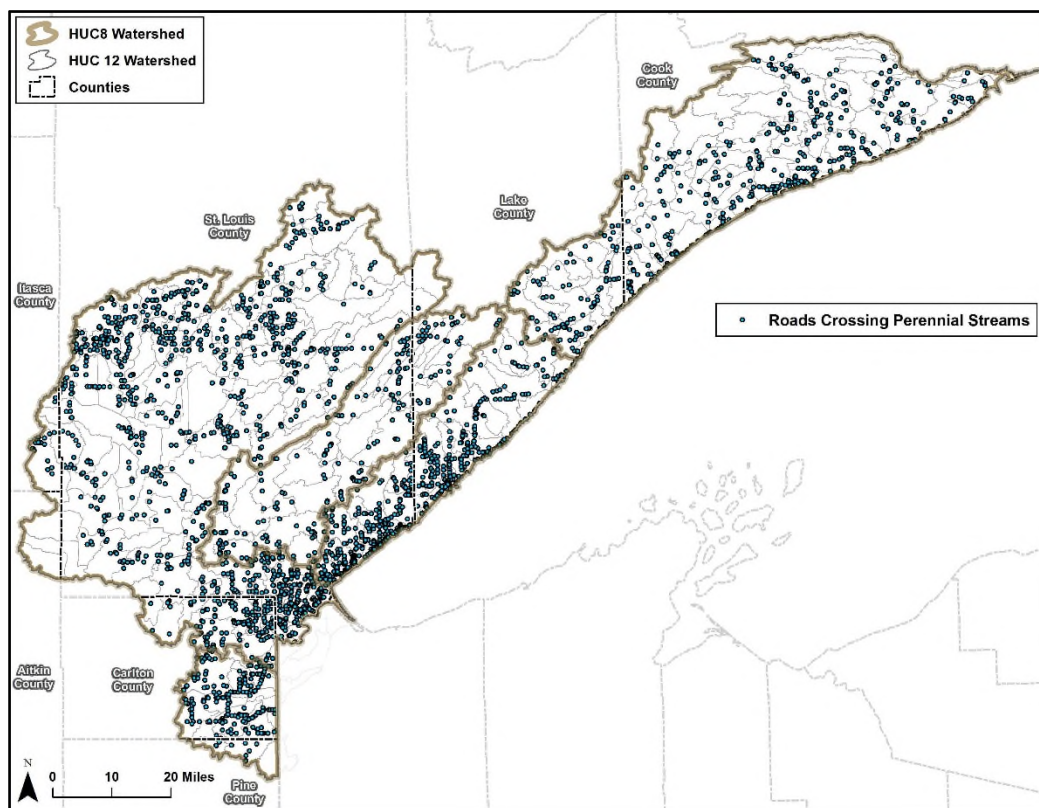 HUC8 Watershed
HUC 12 Watershed
Counties
Cook
County
Lake
County
St. Louis
County
Itasca
County
Roads Crossing Perennial Streams
Aitkin
County
Carlton
County
Pine
County
N
0 10 20 Miles